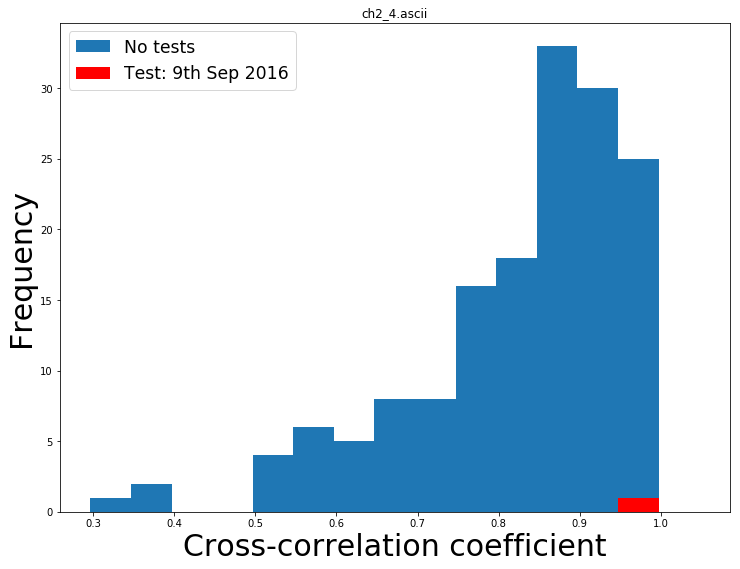 ch2_4.ascii
No tests
Test: 9th Sep 2016
Frequency
30
25
20
15
10
5
0
0.3 0.4 0.5 0.6 0.7 0.8 0.9 1.0
Cross-correlation coefficient